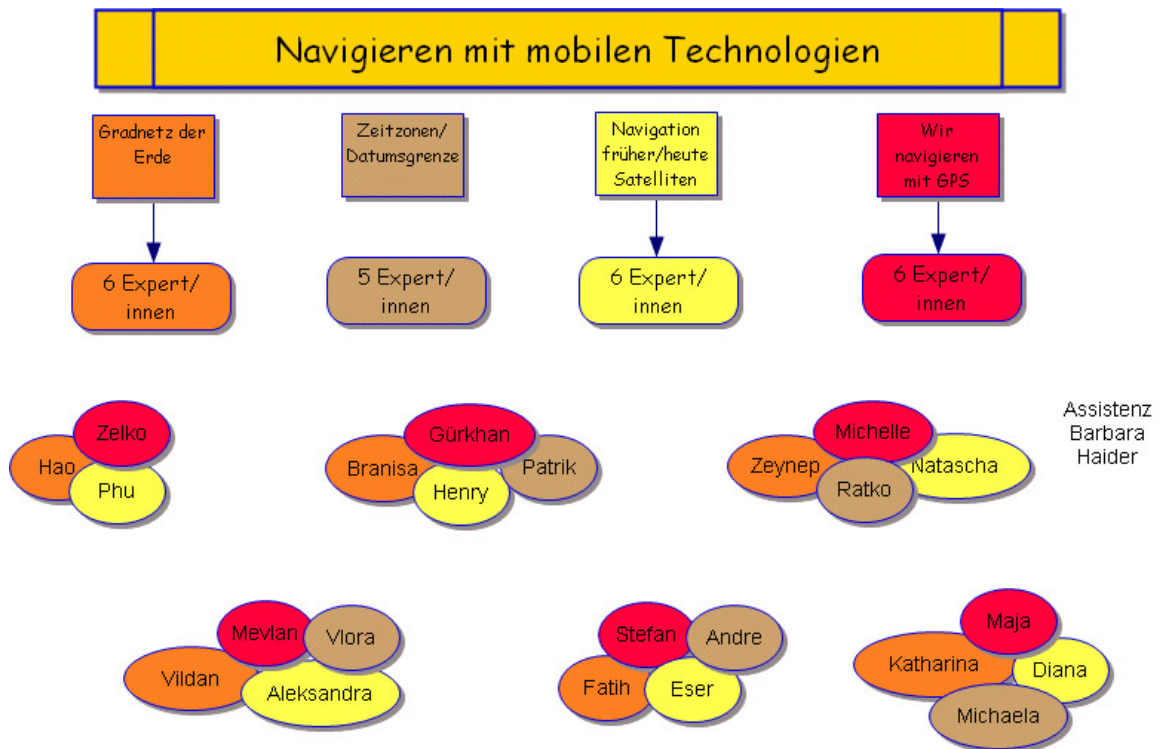 Navigieren mit mobilen Technologien
Gradnetz der
Erde
Zeitzonen/
Datumsgrenze
Navigation
früher/heute
Satelliten
Wir
navigieren
mit GPS
6 Expert/
innen
5 Expert/
innen
6 Expert/
innen
6 Expert/
innen
Zelko
Hao
Phu
Gürkhan
Branisa
Patrik
Henry
Michelle
Zeynep
Natascha
Ratko
Assistenz
Barbara
Haider
Mevlan
Vlora
Vildan
Aleksandra
Stefan
Andre
Fatih
Eser
Maja
Katharina
Diana
Michaela